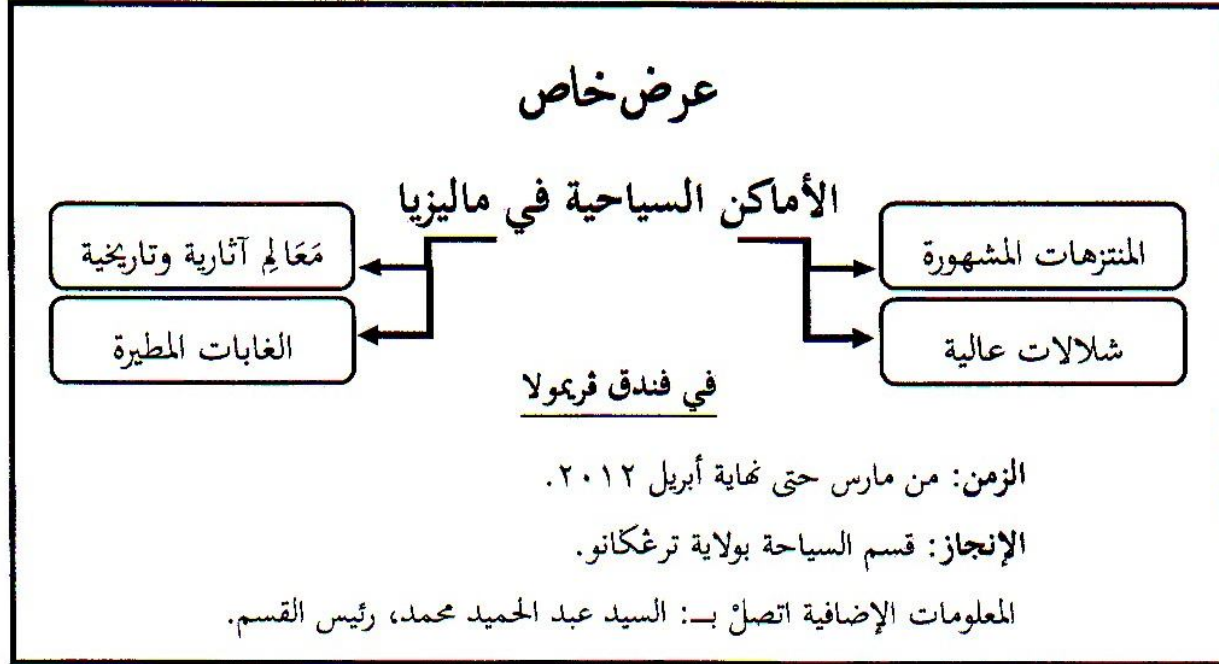 عرض خاص
الأماكن السياحية في ماليزيا
المنتزهات المشهورة
مَعَالِم آثارية وتاريخية
شلالات عالية
الغابات المطيرة
في فندق ڤريمولا
الزمن: من مارس حتى نهاية أبريل ٢٠١٢.
الإنجاز: قسم السياحة بولاية ترڠكانو.
المعلومات الإضافية اتصلْ بـ: السيد عبد الحميد محمد، رئيس القسم.